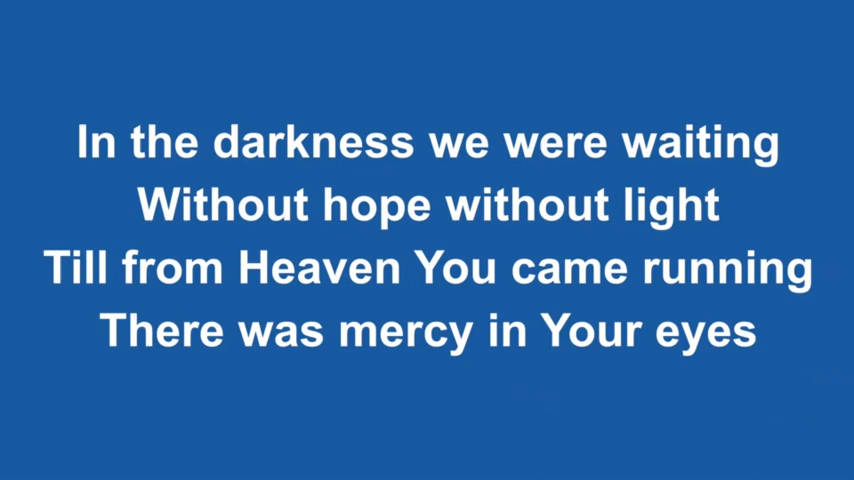 In the darkness we were waiting
Without hope without light
Till from Heaven You came running
There was mercy in Your eyes